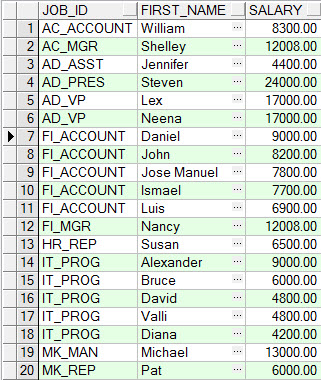 JOB_ID FIRST_NAME SALARY
1 AC_ACCOUNT William ... 8300.00
2 AC_MGR Shelley ... 12008.00
3 AD_ASST Jennifer ... 4400.00
4 AD_PRES Steven ... 24000.00
5 AD_VP Lex ... 17000.00
6 AD_VP Neena ... 17000.00
7 FI_ACCOUNT Daniel ... 9000.00
8 FI_ACCOUNT John ... 8200.00
9 FI_ACCOUNT Jose Manuel ... 7800.00
10 FI_ACCOUNT Ismael ... 7700.00
11 FI_ACCOUNT Luis ... 6900.00
12 FI_MGR Nancy ... 12008.00
13 HR_REP Susan ... 6500.00
14 IT_PROG Alexander ... 9000.00
15 IT_PROG Bruce ... 6000.00
16 IT_PROG David ... 4800.00
17 IT_PROG Valli ... 4800.00
18 IT_PROG Diana ... 4200.00
19 MK_MAN Michael ... 13000.00
20 MK_REP Pat ... 6000.00